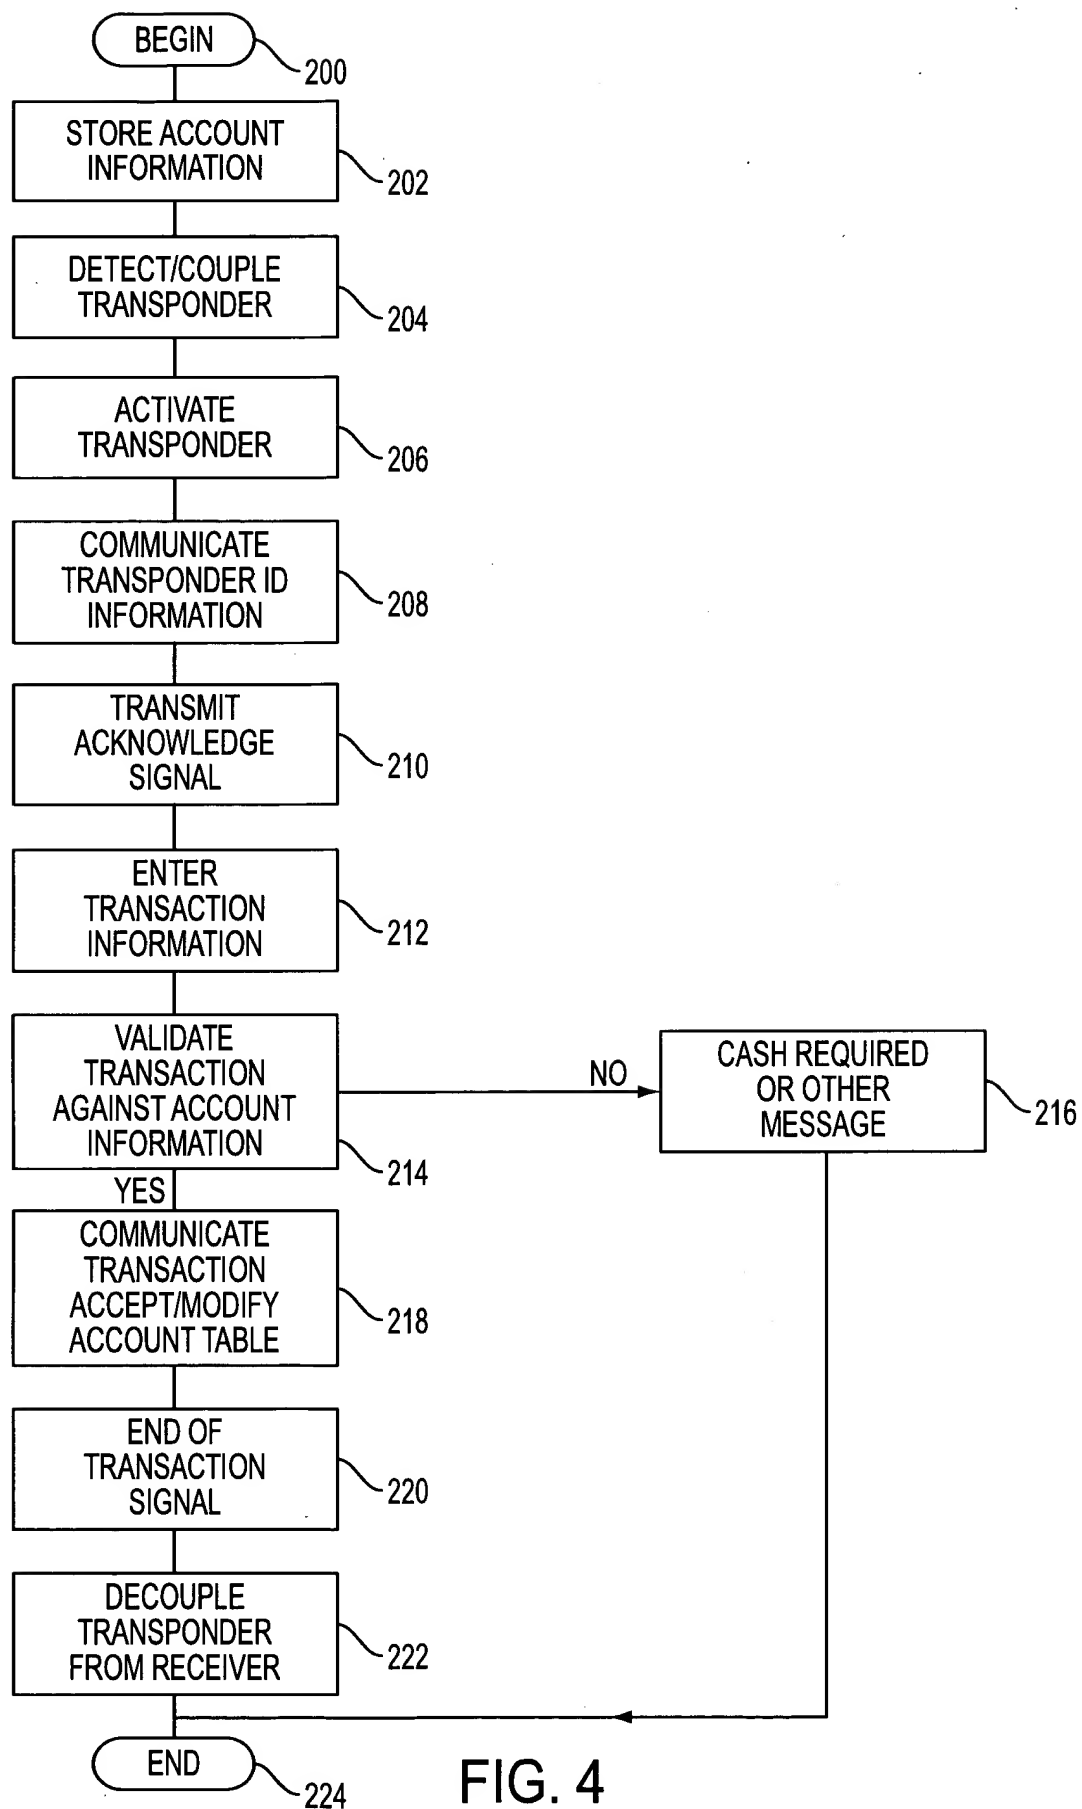 BEGIN
200
STORE ACCOUNT
INFORMATION
202
DETECT/COUPLE
TRANSPONDER
204
ACTIVATE
TRANSPONDER
206
COMMUNICATE
TRANSPONDER ID
INFORMATION
208
TRANSMIT
ACKNOWLEDGE
SIGNAL
210
ENTER
TRANSACTION
INFORMATION
212
VALIDATE
TRANSACTION
AGAINST ACCOUNT
INFORMATION
214
NO
CASH REQUIRED
OR OTHER
MESSAGE
216
YES
COMMUNICATE
TRANSACTION
ACCEPT/MODIFY
ACCOUNT TABLE
218
END OF
TRANSACTION
SIGNAL
220
DECOUPLE
TRANSPONDER
FROM RECEIVER
222
END
224
FIG. 4